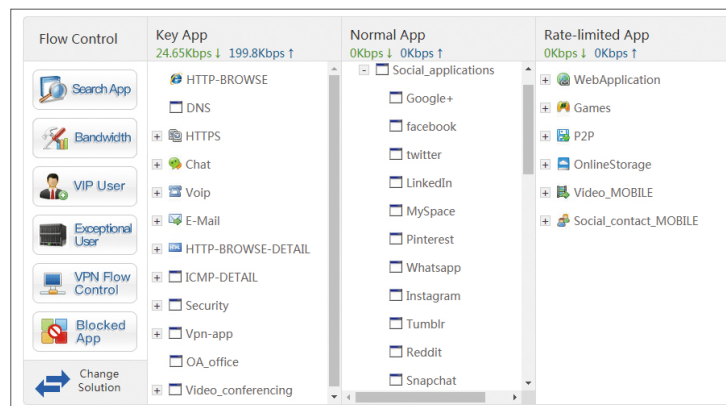 Flow Control
Search App
Bandwidth
VIP User
Exceptional
User
VPN Flow
Control
Blocked
App
Change
Solution
Key App
24.65Kbps↓ 199.8Kbps↑
HTTP-BROWSE
DNS
HTTPS
Chat
Voip
E-Mail
HTTP-BROWSE-DETAIL
ICMP-DETAIL
Security
Vpn-app
OA_office
Video_conferencing
Normal App
0Kbps↓ 0Kbps↑
Social_applications
Google+
facebook
twitter
LinkedIn
MySpace
Pinterest
Whatsapp
Instagram
Tumblr
Reddit
Snapchat
Rate-limited App
0Kbps↓ 0Kbps↑
WebApplication
Games
P2P
OnlineStorage
Video_MOBILE
Social_contact_MOBILE